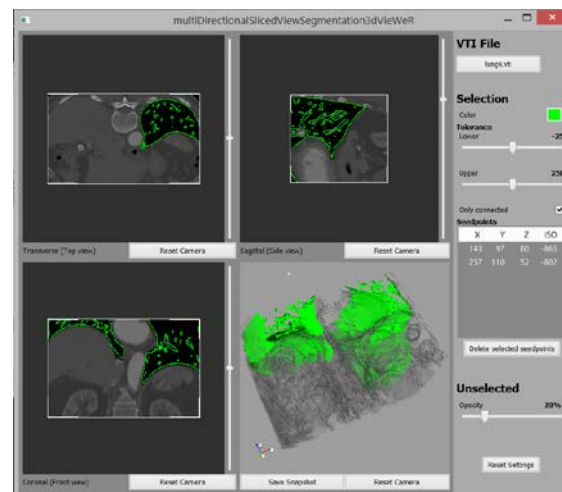 multiDirectionalSlicedViewSegmentation3dVieWeR
VTI File
lungs.vti
Selection
Color
Tolerance
Lower -25
Upper 250
Only connected
Seedpoints
X Y Z ISO
143 97 80 -865
257 110 52 -802
Delete selected seedpoints
Unselected
Opacity 20%
Reset Settings
Transverse (Top view) Reset Camera
Sagittal (Side view) Reset Camera
Coronal (Front view) Reset Camera
Save Snapshot Reset Camera